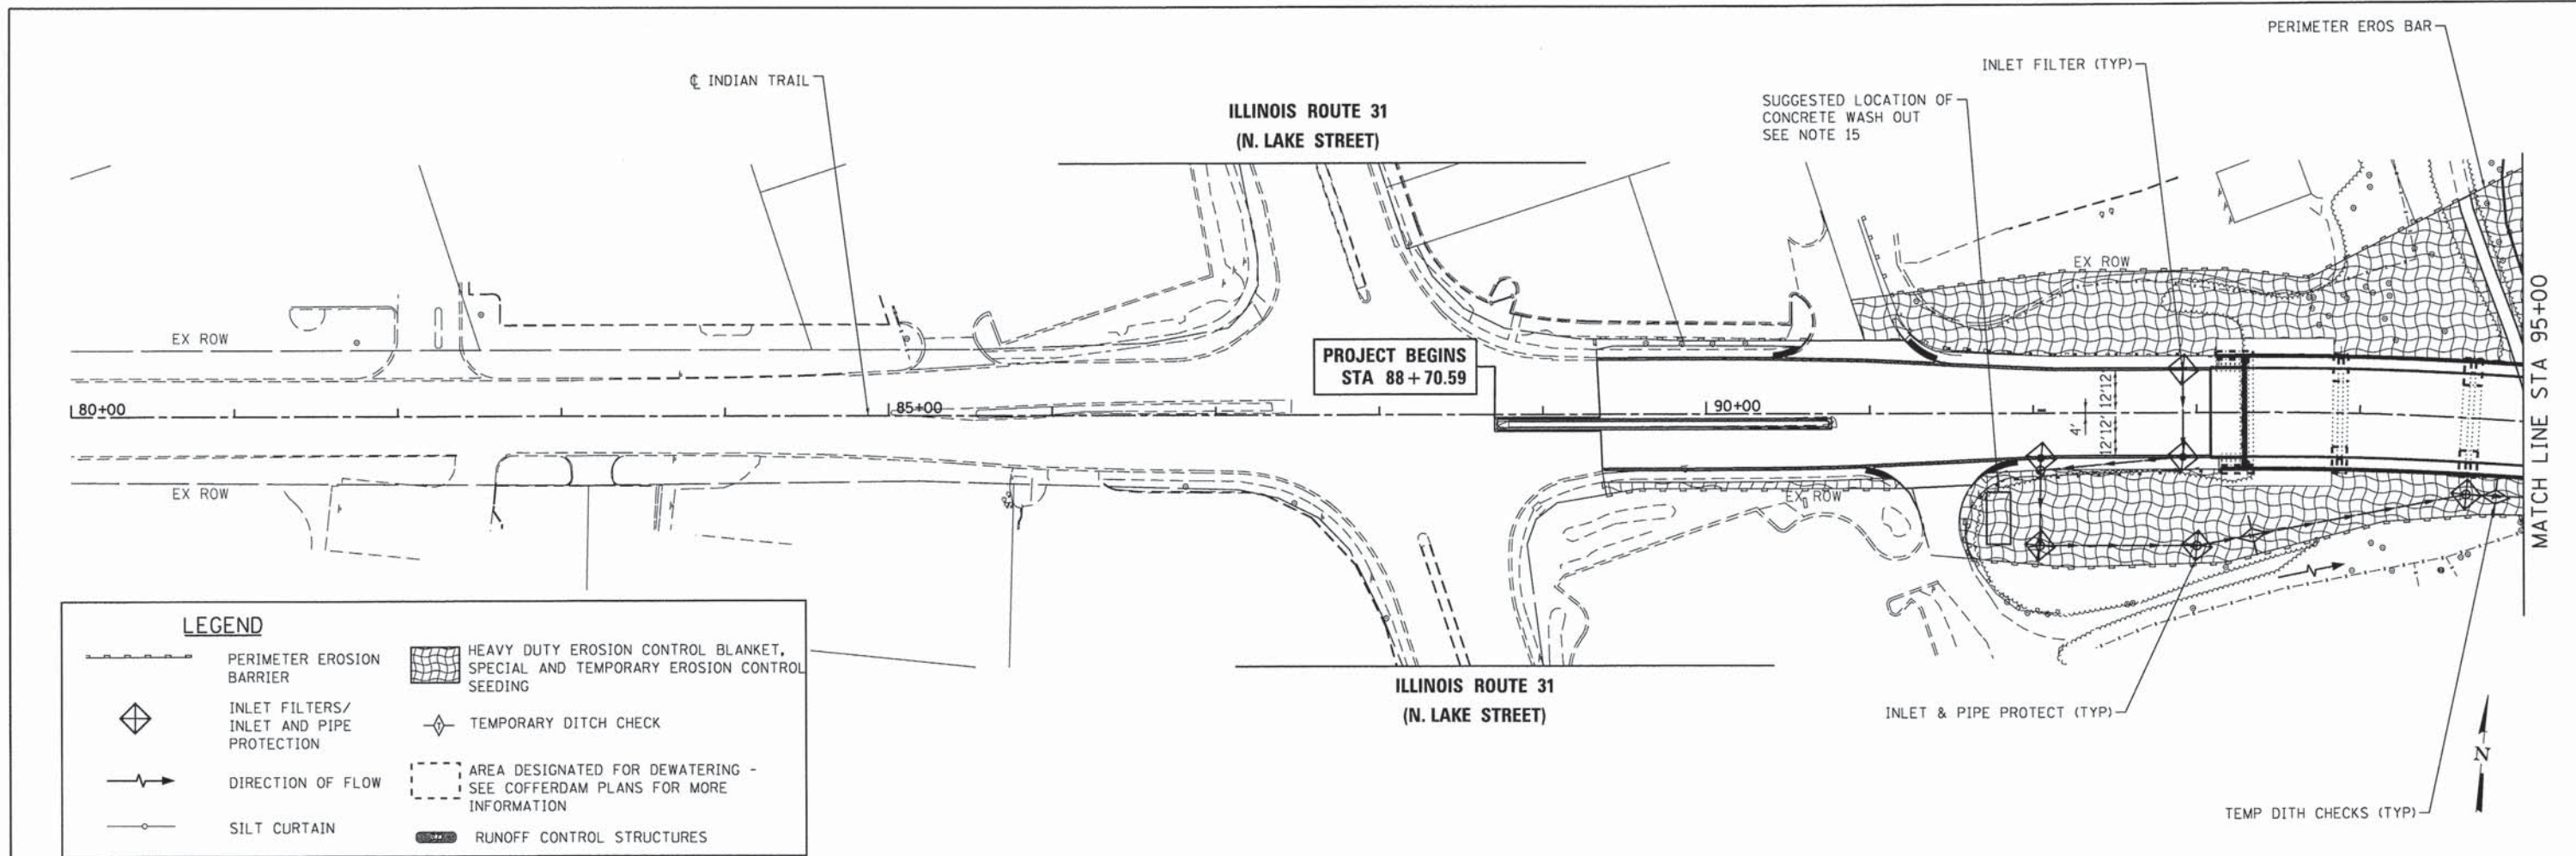 PERIMETER EROS BAR
INLET FILTER (TYP)
℄ INDIAN TRAIL
SUGGESTED LOCATION OF
CONCRETE WASH OUT
SEE NOTE 15
ILLINOIS ROUTE 31
(N. LAKE STREET)
EX ROW
EX ROW
PROJECT BEGINS
STA 88+70.59
80+00
85+00
90+00
12'12'
4'
12'12'
MATCH LINE STA 95+00
EX ROW
EX ROW
ILLINOIS ROUTE 31
(N. LAKE STREET)
INLET & PIPE PROTECT (TYP)
N
TEMP DITH CHECKS (TYP)
LEGEND
PERIMETER EROSION
BARRIER
INLET FILTERS/
INLET AND PIPE
PROTECTION
DIRECTION OF FLOW
SILT CURTAIN
HEAVY DUTY EROSION CONTROL BLANKET,
SPECIAL AND TEMPORARY EROSION CONTROL
SEEDING
TEMPORARY DITCH CHECK
AREA DESIGNATED FOR DEWATERING -
SEE COFFERDAM PLANS FOR MORE
INFORMATION
RUNOFF CONTROL STRUCTURES